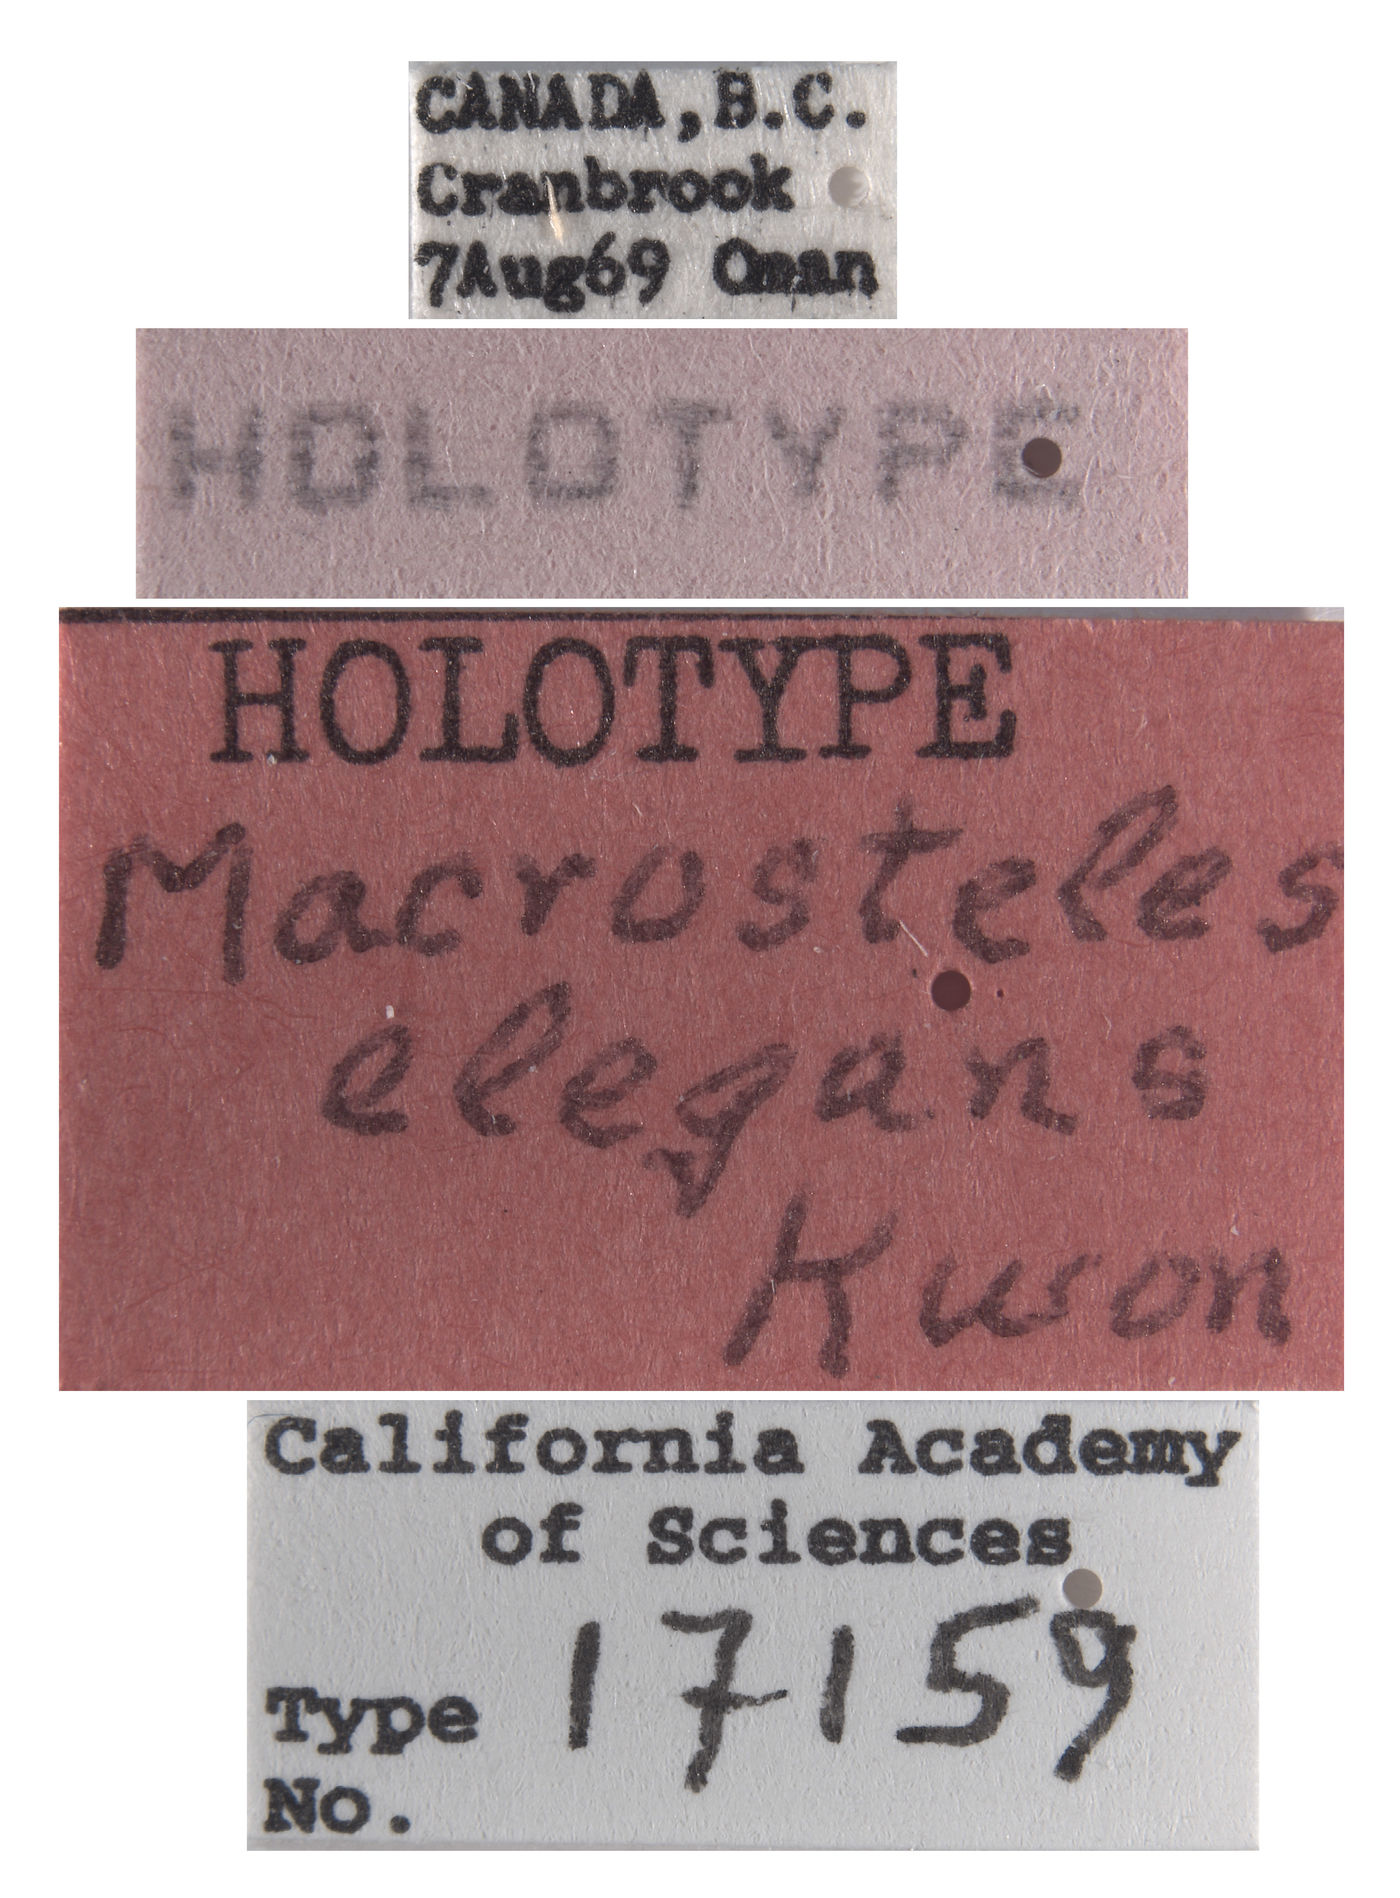 CANADA, B.C.
Cranbrook
7Aug69 Oman
HOLOTYPE
HOLOTYPE
Macrosteles
elegans
Kwon
California Academy
of Sciences
Type 17159
No.